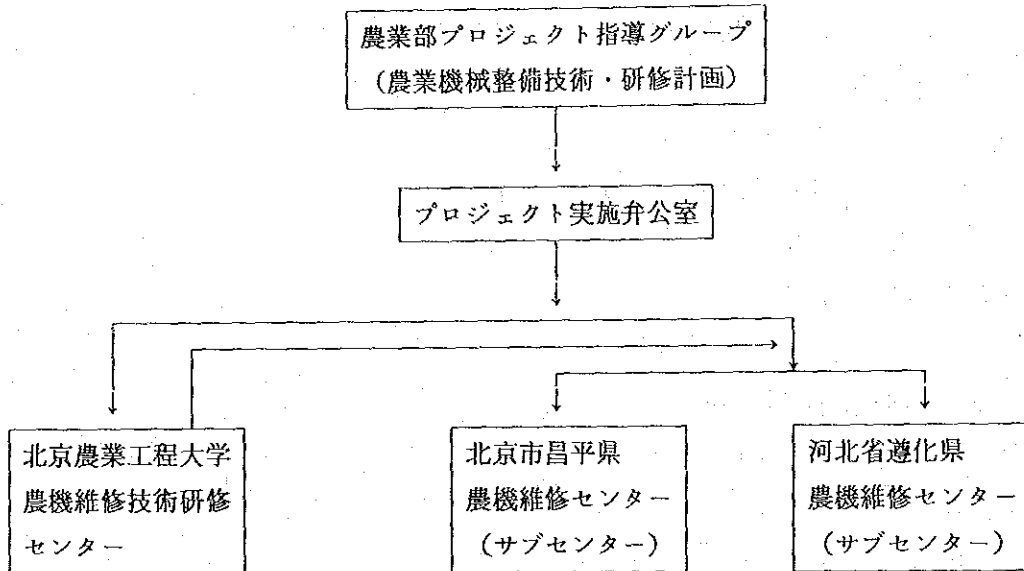 農業部プロジェクト指導グループ
(農業機械整備技術・研修計画)
プロジェクト実施弁公室
北京農業工程大学
農機維修技術研修
センター
北京市昌平県
農機維修センター
(サブセンター)
河北省遵化県
農機維修センター
(サブセンター)